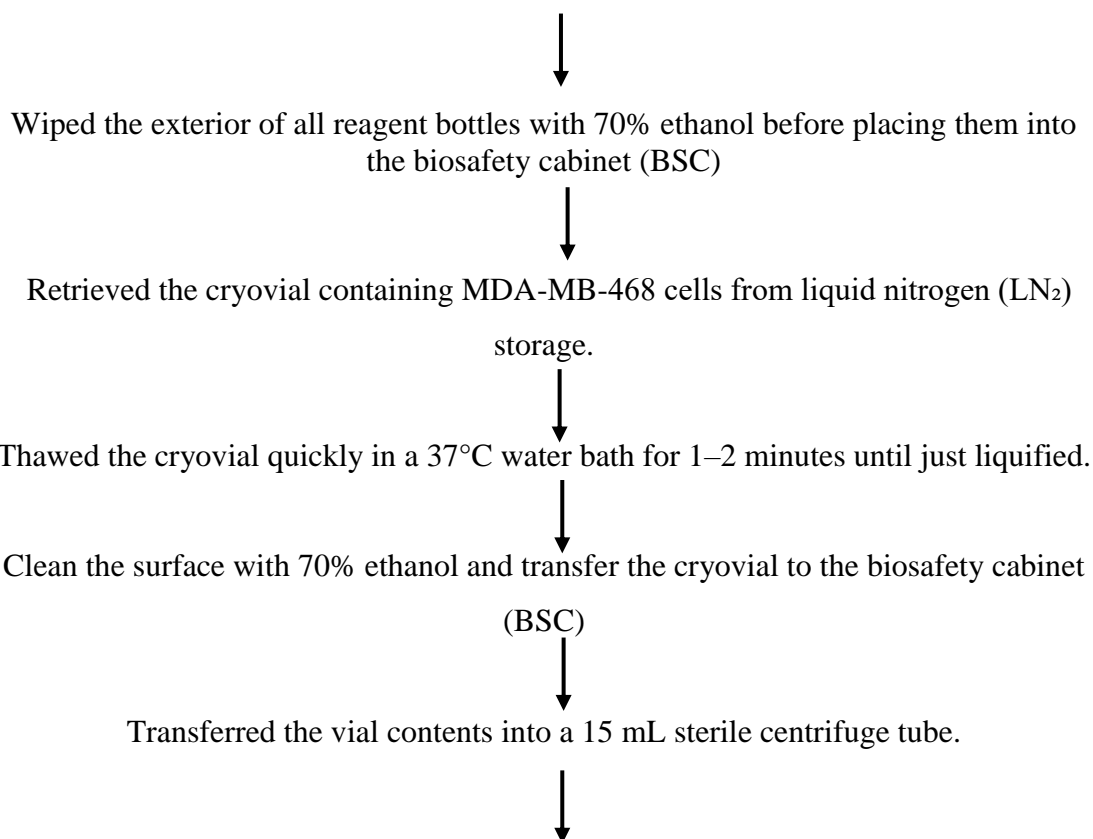 Wiped the exterior of all reagent bottles with 70% ethanol before placing them into
the biosafety cabinet (BSC)
Retrieved the cryovial containing MDA-MB-468 cells from liquid nitrogen (LN₂)
storage.
Thawed the cryovial quickly in a 37°C water bath for 1–2 minutes until just liquified.
Clean the surface with 70% ethanol and transfer the cryovial to the biosafety cabinet
(BSC)
Transferred the vial contents into a 15 mL sterile centrifuge tube.